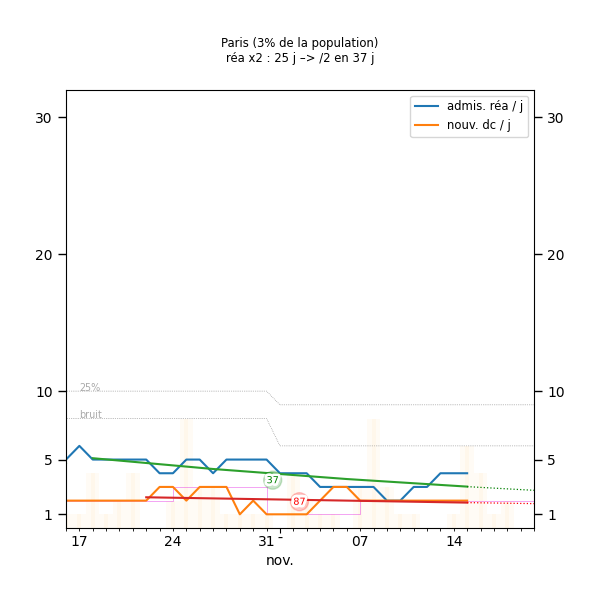 Paris (3% de la population)
réa x2 : 25 j –> /2 en 37 j
admis. réa / j
nouv. dc / j
30 30
20 20
25%
10 10
bruit
5 5
37
87
1 1
17 24 31 - 07 14
nov.